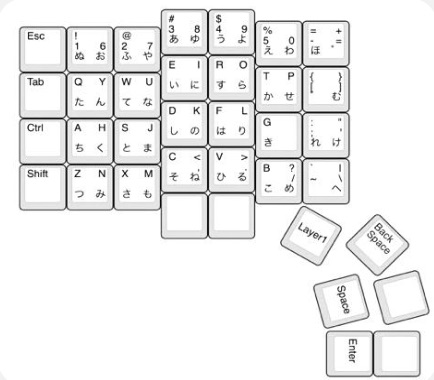 Esc
!
1 6
ぬ お
@
2 7
ふ や
#
3 8
あ ゆ
$
4 9
う よ
%
5 0
え わ
= +
- =
ほ
Tab
Q Y
た ん
W U
て な
E I
い に
R O
す ら
T P
か せ
{ }
[ ]
む
Ctrl
A H
ち く
S J
と ま
D K
し の
F L
は り
G
き
: "
; '
れ け
Shift
Z N
つ み
X M
さ も
C <
,
そ ね
V >
.
ひ る
B ?
/
こ め
|
~ \
へ
Layer1
Back
Space
Space
Enter